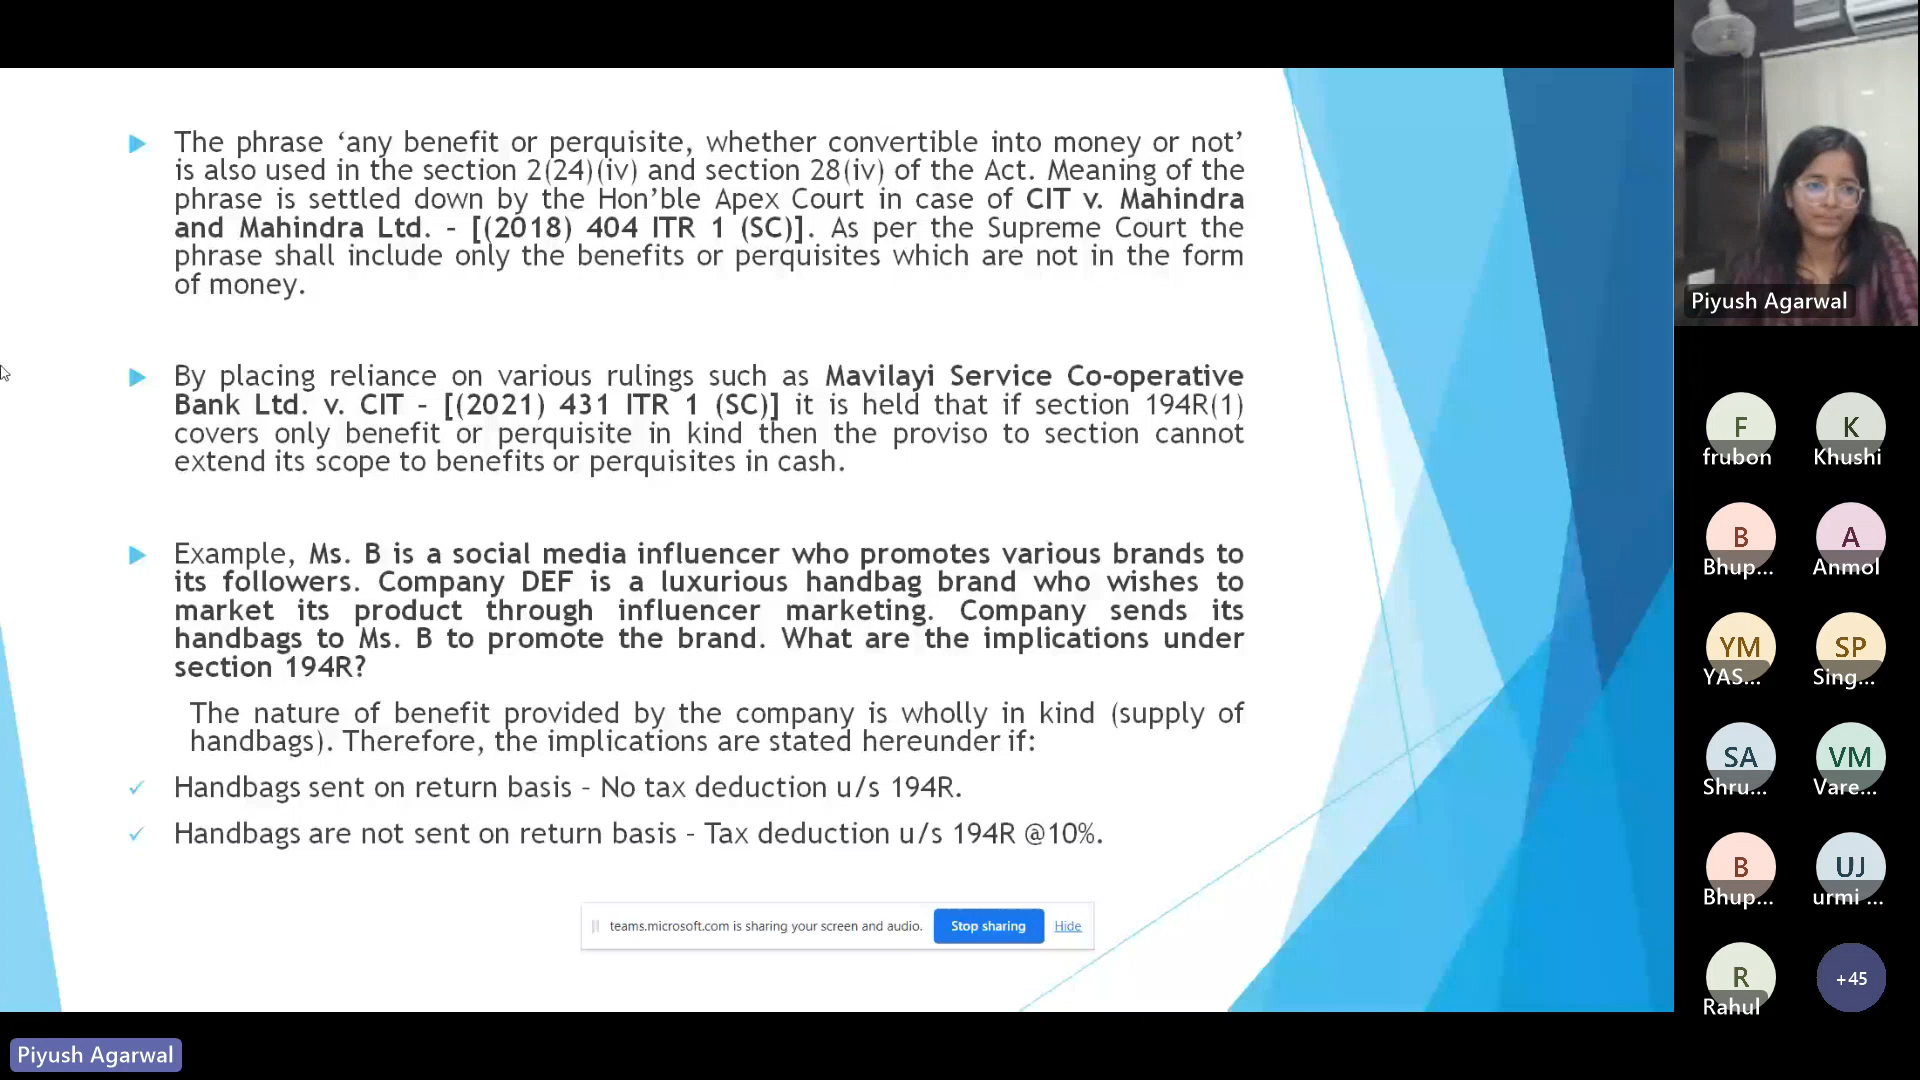 The phrase ‘any benefit or perquisite, whether convertible into money or not’
is also used in the section 2(24)(iv) and section 28(iv) of the Act. Meaning of the
phrase is settled down by the Hon’ble Apex Court in case of CIT v. Mahindra
and Mahindra Ltd. – [(2018) 404 ITR 1 (SC)]. As per the Supreme Court the
phrase shall include only the benefits or perquisites which are not in the form
of money.
By placing reliance on various rulings such as Mavilayi Service Co-operative
Bank Ltd. v. CIT – [(2021) 431 ITR 1 (SC)] it is held that if section 194R(1)
covers only benefit or perquisite in kind then the proviso to section cannot
extend its scope to benefits or perquisites in cash.
Example, Ms. B is a social media influencer who promotes various brands to
its followers. Company DEF is a luxurious handbag brand who wishes to
market its product through influencer marketing. Company sends its
handbags to Ms. B to promote the brand. What are the implications under
section 194R?
The nature of benefit provided by the company is wholly in kind (supply of
handbags). Therefore, the implications are stated hereunder if:
Handbags sent on return basis – No tax deduction u/s 194R.
Handbags are not sent on return basis – Tax deduction u/s 194R @10%.
teams.microsoft.com is sharing your screen and audio. Stop sharing Hide
Piyush Agarwal
Piyush Agarwal
F K
frubon Khushi
B A
Bhup... Anmol
YM SP
YAS... Sing...
SA VM
Shru... Vare...
B UJ
Bhup... urmi ...
R +45
Rahul